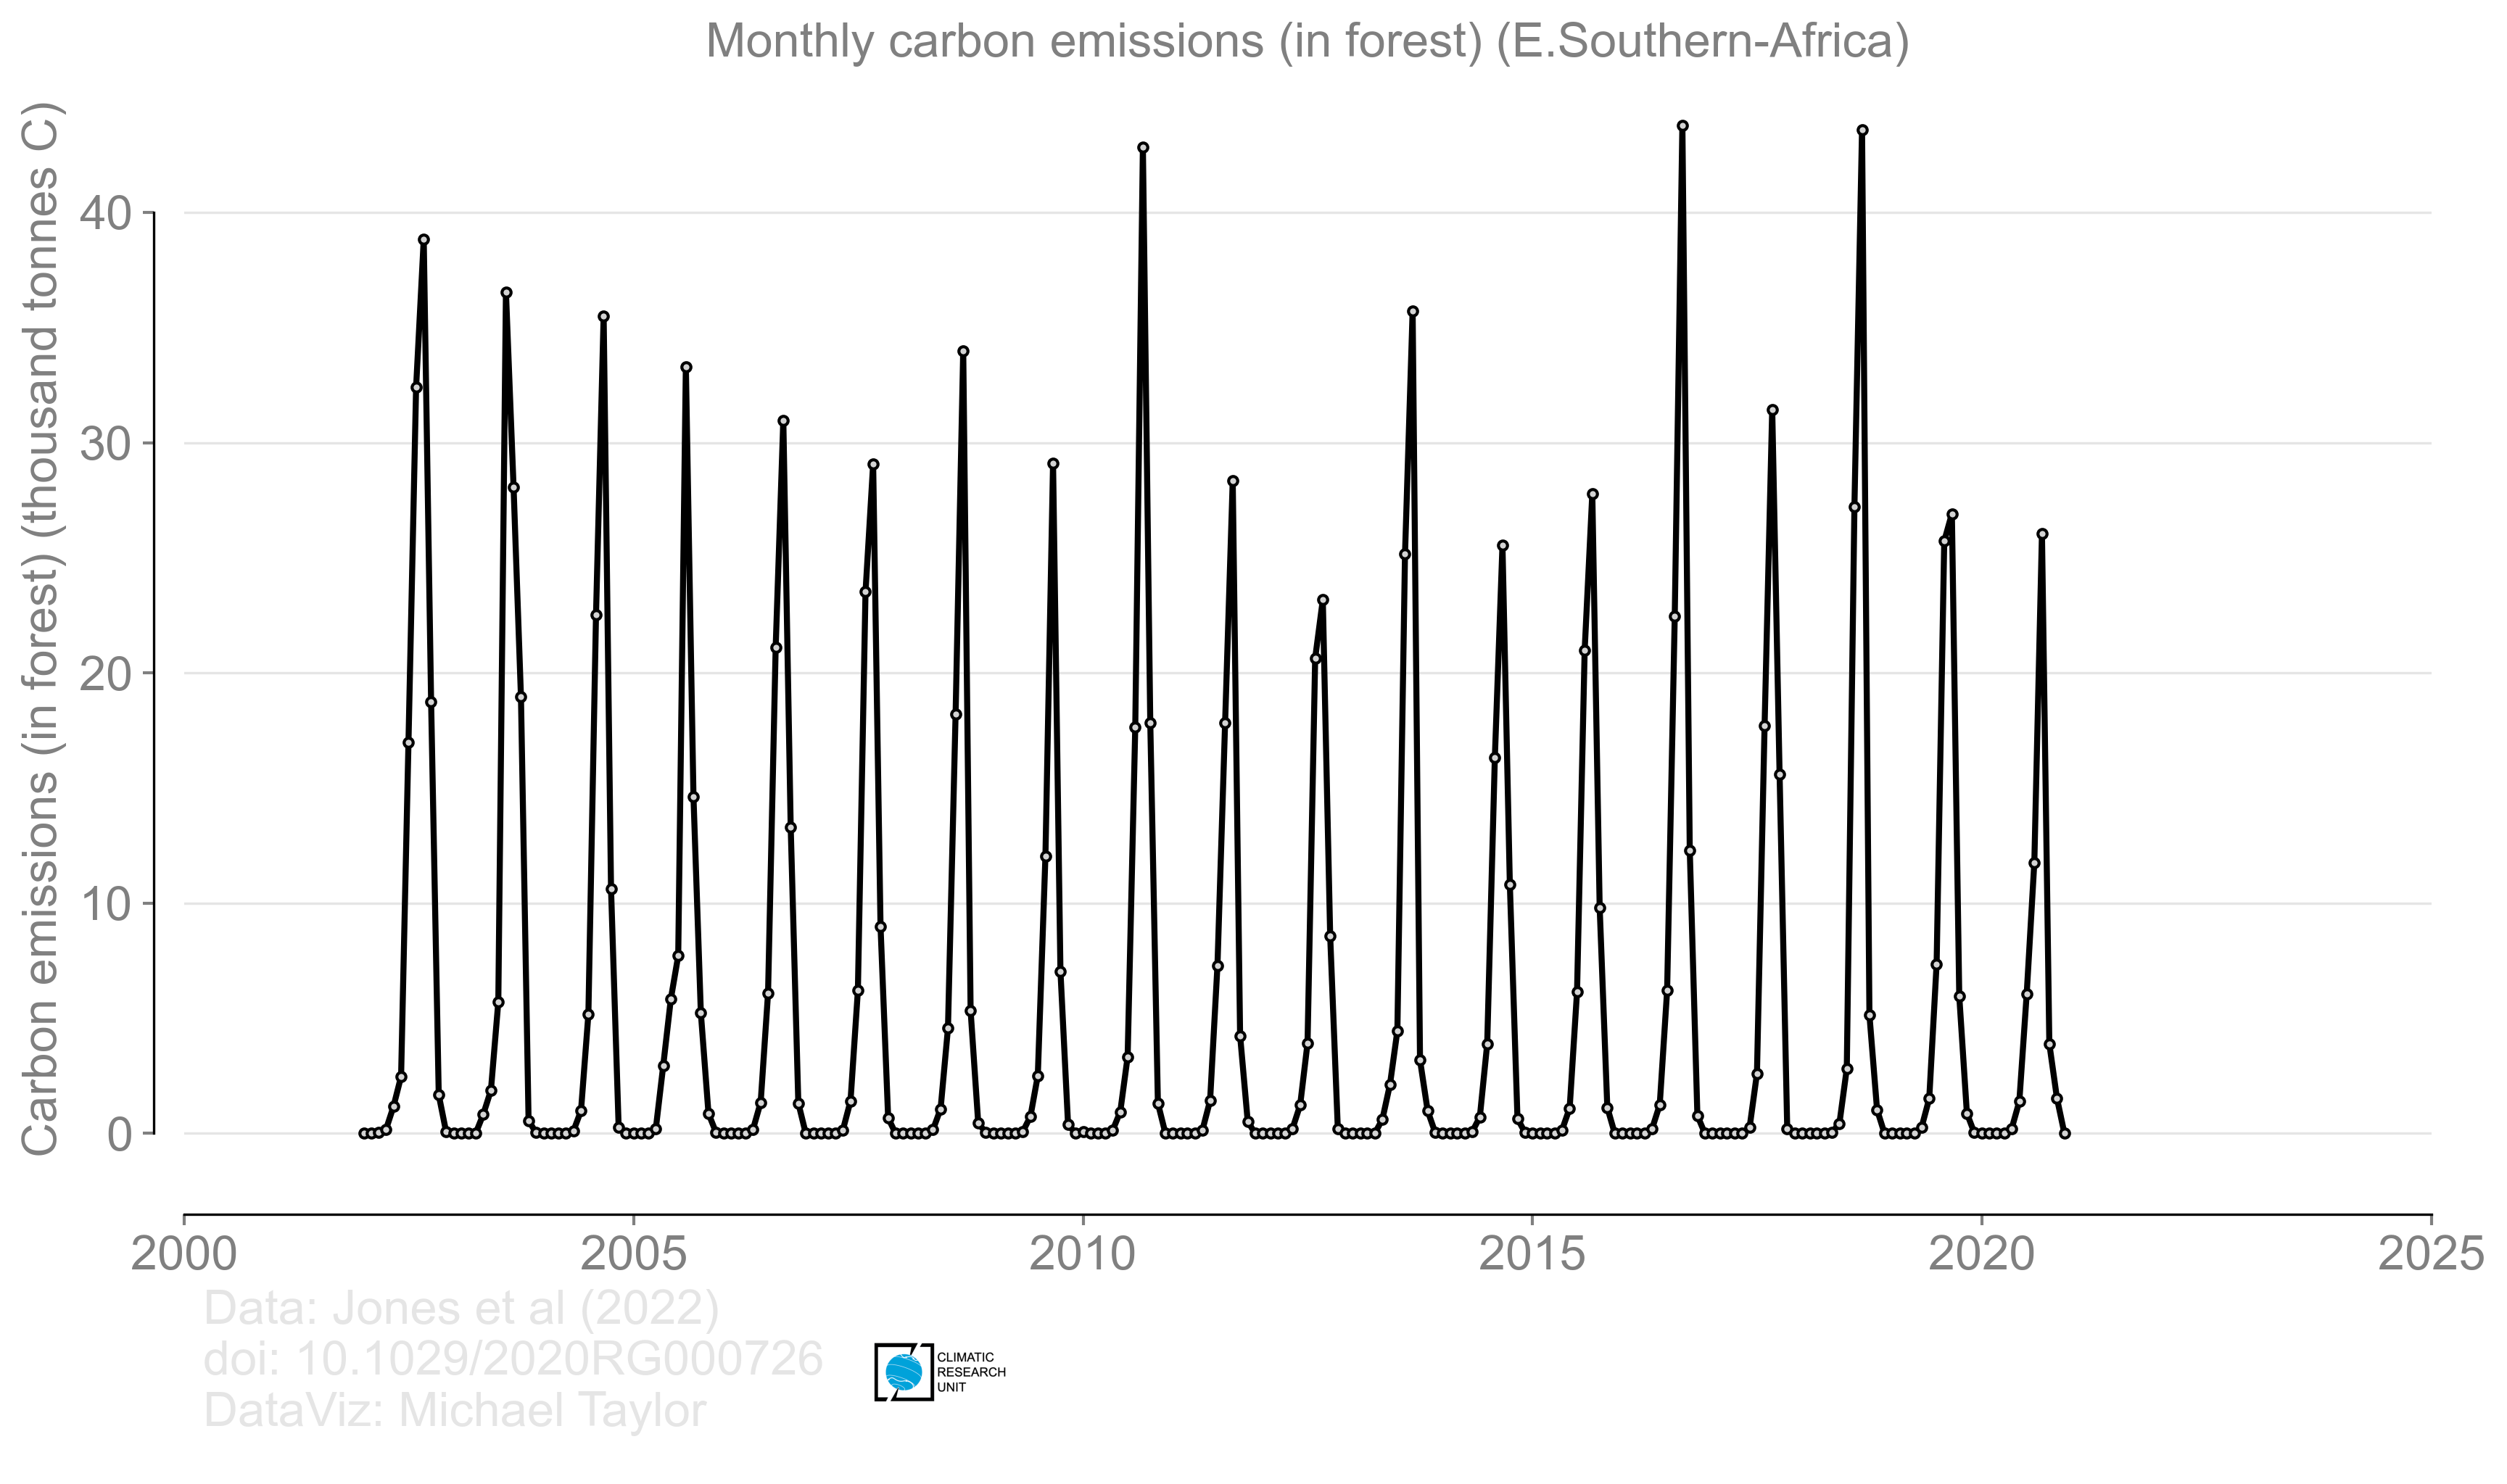 Monthly carbon emissions (in forest) (E.Southern-Africa)
Carbon emissions (in forest) (thousand tonnes C)
40
30
20
10
0
2000
2005
2010
2015
2020
2025
Data: Jones et al (2022)
doi: 10.1029/2020RG000726
DataViz: Michael Taylor
CLIMATIC
RESEARCH
UNIT